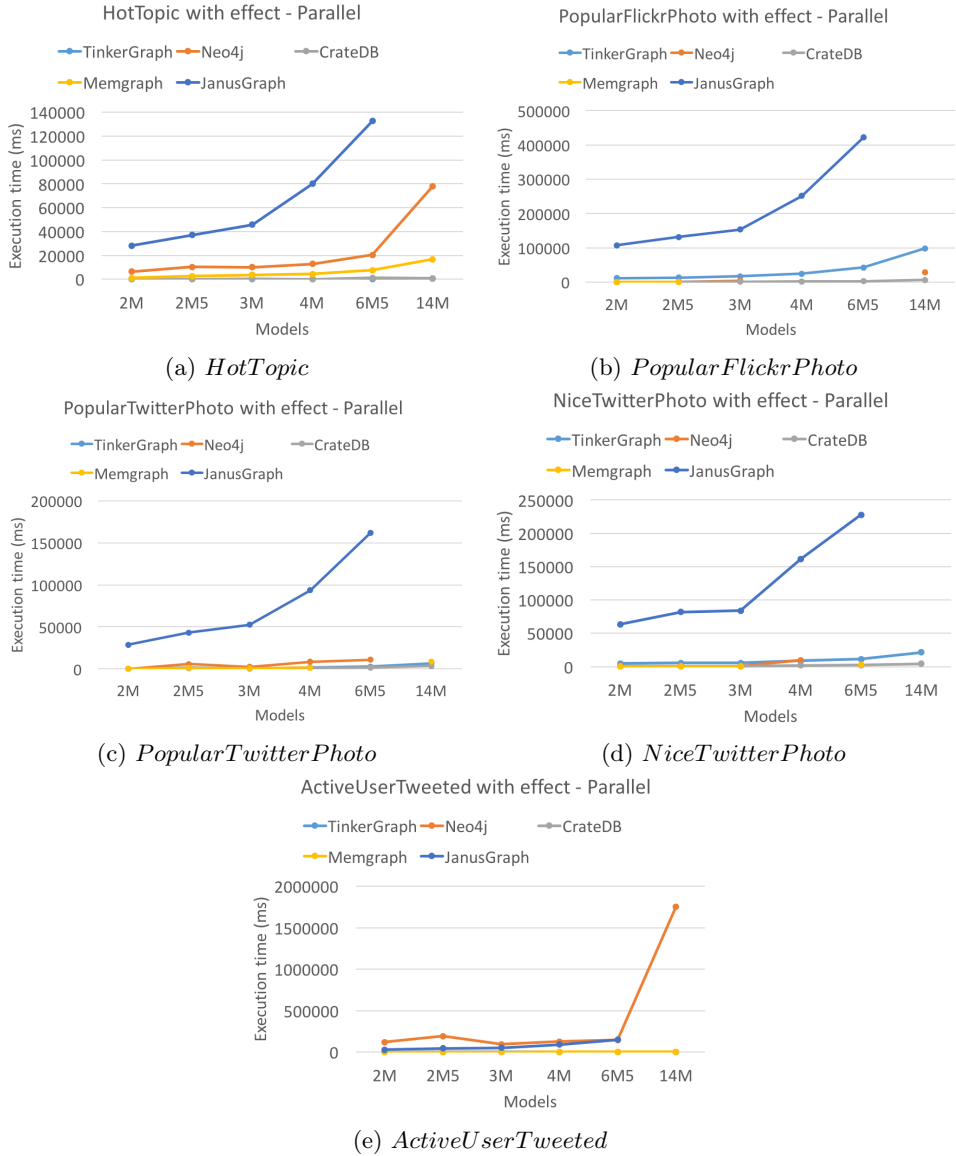 HotTopic with effect - Parallel
TinkerGraph Neo4j CrateDB
Memgraph JanusGraph
Execution time (ms)
140000
120000
100000
80000
60000
40000
20000
0
2M 2M5 3M 4M 6M5 14M
Models
(a) HotTopic
PopularFlickrPhoto with effect - Parallel
TinkerGraph Neo4j CrateDB
Memgraph JanusGraph
Execution time (ms)
500000
400000
300000
200000
100000
0
2M 2M5 3M 4M 6M5 14M
Models
(b) PopularFlickrPhoto
PopularTwitterPhoto with effect - Parallel
TinkerGraph Neo4j CrateDB
Memgraph JanusGraph
Execution time (ms)
200000
150000
100000
50000
0
2M 2M5 3M 4M 6M5 14M
Models
(c) PopularTwitterPhoto
NiceTwitterPhoto with effect - Parallel
TinkerGraph Neo4j CrateDB
Memgraph JanusGraph
Execution time (ms)
250000
200000
150000
100000
50000
0
2M 2M5 3M 4M 6M5 14M
Models
(d) NiceTwitterPhoto
ActiveUserTweeted with effect - Parallel
TinkerGraph Neo4j CrateDB
Memgraph JanusGraph
Execution time (ms)
2000000
1500000
1000000
500000
0
2M 2M5 3M 4M 6M5 14M
Models
(e) ActiveUserTweeted